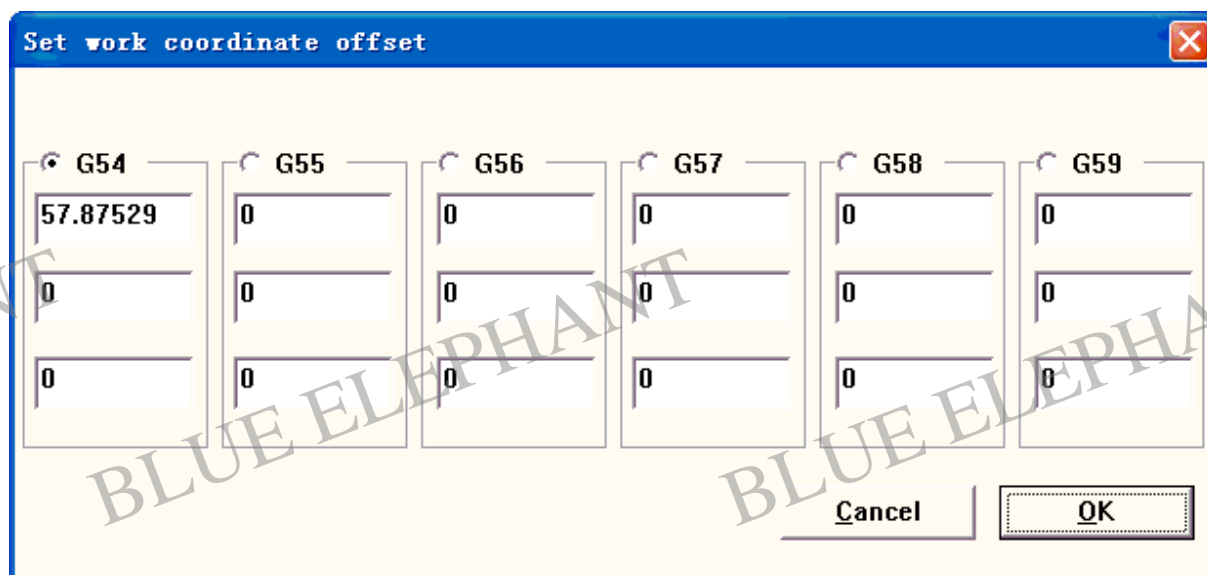 Set work coordinate offset
G54 G55 G56 G57 G58 G59
57.87529 0 0 0 0 0
0 0 0 0 0 0
0 0 0 0 0 0
Cancel OK
NT
BLUE ELEPHANT
BLUE ELEPHA